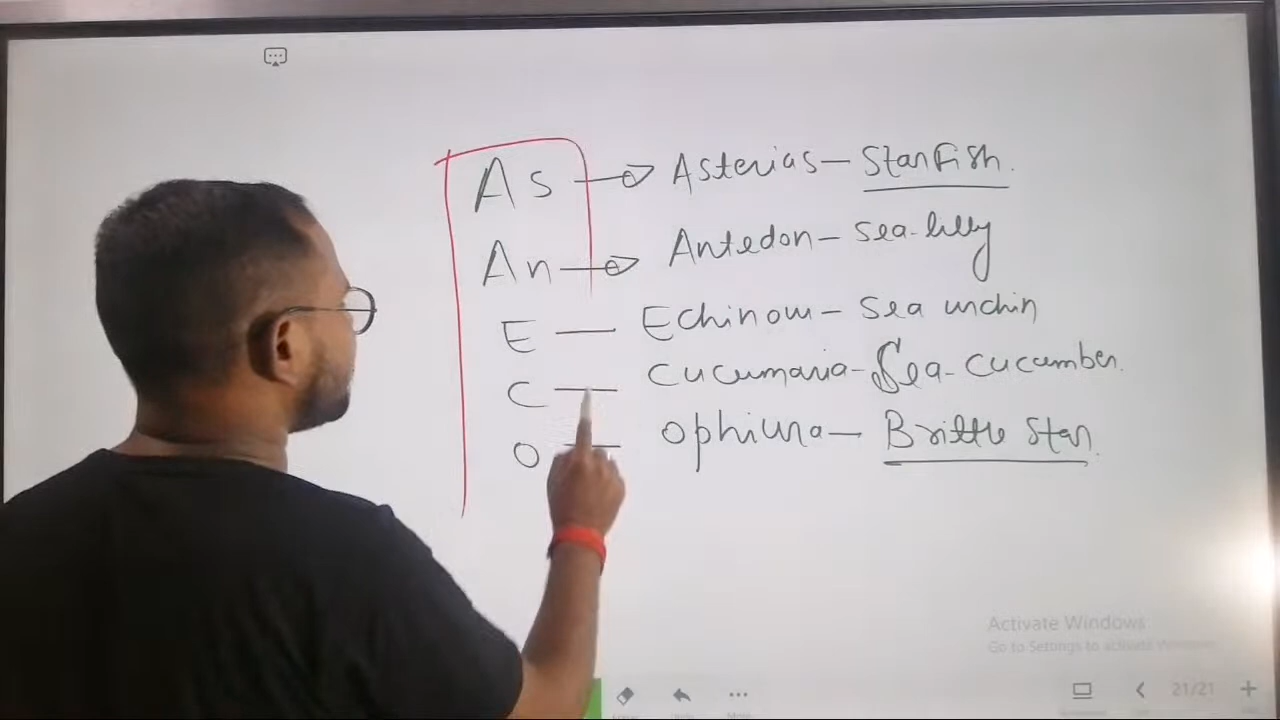 As → Asterias - Starfish.
An → Antedon - Sea-lilly
E — Echinous - Sea urchin
C — Cucumaria - Sea-cucumber.
O — Ophiura - Brittle Star.
Activate Windows
Go to Settings to activate Windows.
21/21